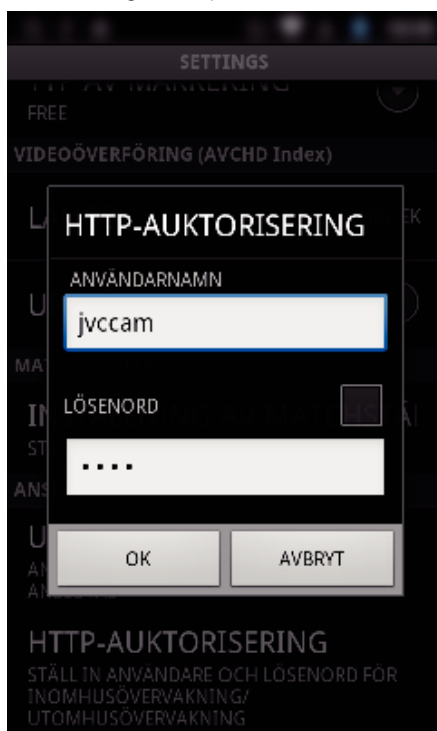 SETTINGS
FREE
VIDEOÖVERFÖRING (AVCHD Index)
HTTP-AUKTORISERING
ANVÄNDARNAMN
jvccam
LÖSENORD
••••
OK
AVBRYT
HTTP-AUKTORISERING
STÄLL IN ANVÄNDARE OCH LÖSENORD FÖR
INOMHUSÖVERVAKNING/
UTOMHUSÖVERVAKNING